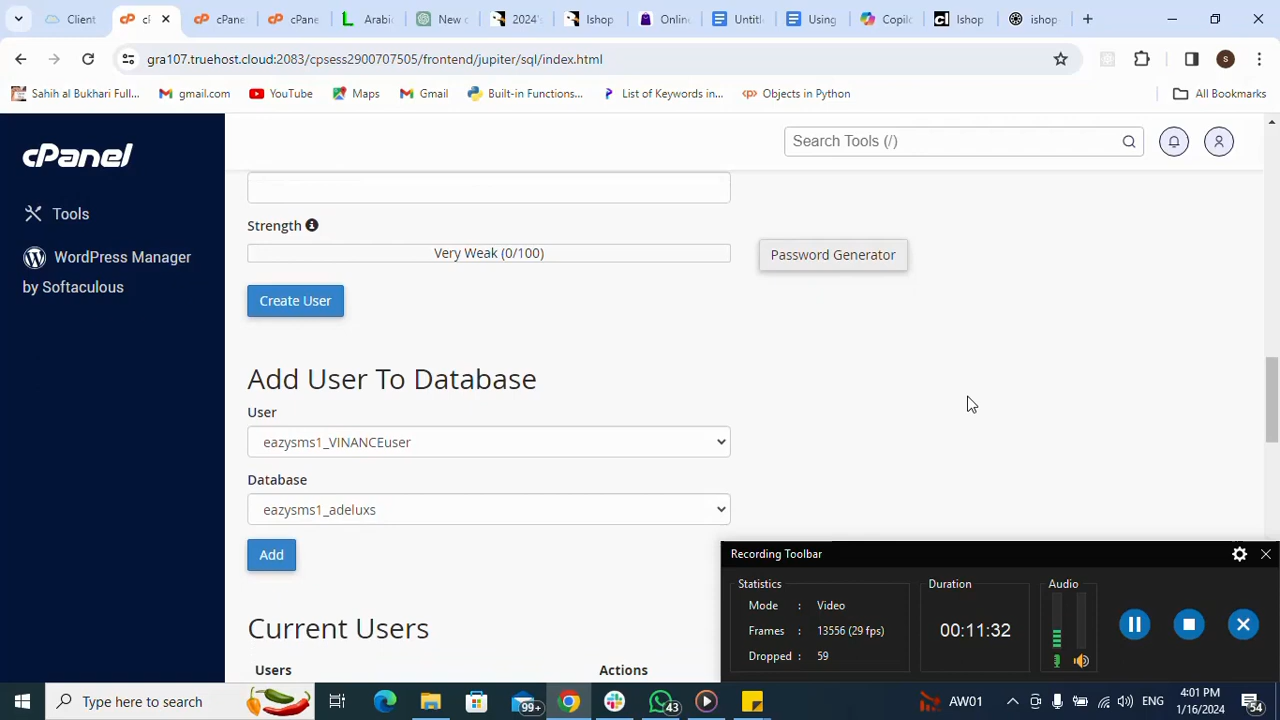 Client
cl
cPane
cPane
Arabic
New c
2024'
Ishop
Onlin
Untitl
Using
Copil
Ishop
ishop
gra107.truehost.cloud:2083/cpsess2900707505/frontend/jupiter/sql/index.html
s
Sahih al Bukhari Full...
gmail.com
YouTube
Maps
Gmail
Built-in Functions...
List of Keywords in...
Objects in Python
All Bookmarks
cPanel
Search Tools (/)
Tools
WordPress Manager
by Softaculous
Strength
Very Weak (0/100)
Password Generator
Create User
Add User To Database
User
eazysms1_VINANCEuser
Database
eazysms1_adeluxs
Add
Current Users
Users
Actions
Recording Toolbar
Statistics
Mode : Video
Frames : 13556 (29 fps)
Dropped : 59
Duration
00:11:32
Audio
Type here to search
99+
43
AW01
ENG
4:01 PM
1/16/2024
54